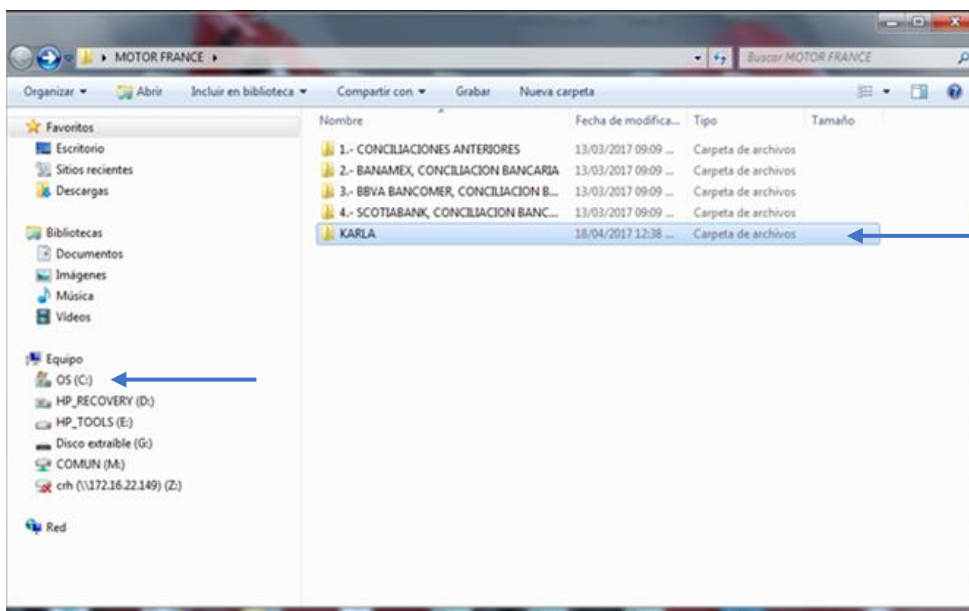 MOTOR FRANCE
Buscar MOTOR FRANCE
Organizar Abrir Incluir en biblioteca Compartir con Grabar Nueva carpeta
Favoritos
Escritorio
Sitios recientes
Descargas
Bibliotecas
Documentos
Imágenes
Música
Vídeos
Equipo
OS (C:)
HP_RECOVERY (D:)
HP_TOOLS (E:)
Disco extraíble (G:)
COMUN (M:)
crh (\\172.16.22.149) (Z:)
Red
Nombre Fecha de modifica... Tipo Tamaño
1.- CONCILIACIONES ANTERIORES 13/03/2017 09:09 ... Carpeta de archivos
2.- BANAMEX, CONCILIACION BANCARIA 13/03/2017 09:09 ... Carpeta de archivos
3.- BBVA BANCOMER, CONCILIACION B... 13/03/2017 09:09 ... Carpeta de archivos
4.- SCOTIABANK, CONCILIACION BANC... 13/03/2017 09:09 ... Carpeta de archivos
KARLA 18/04/2017 12:38 ... Carpeta de archivos